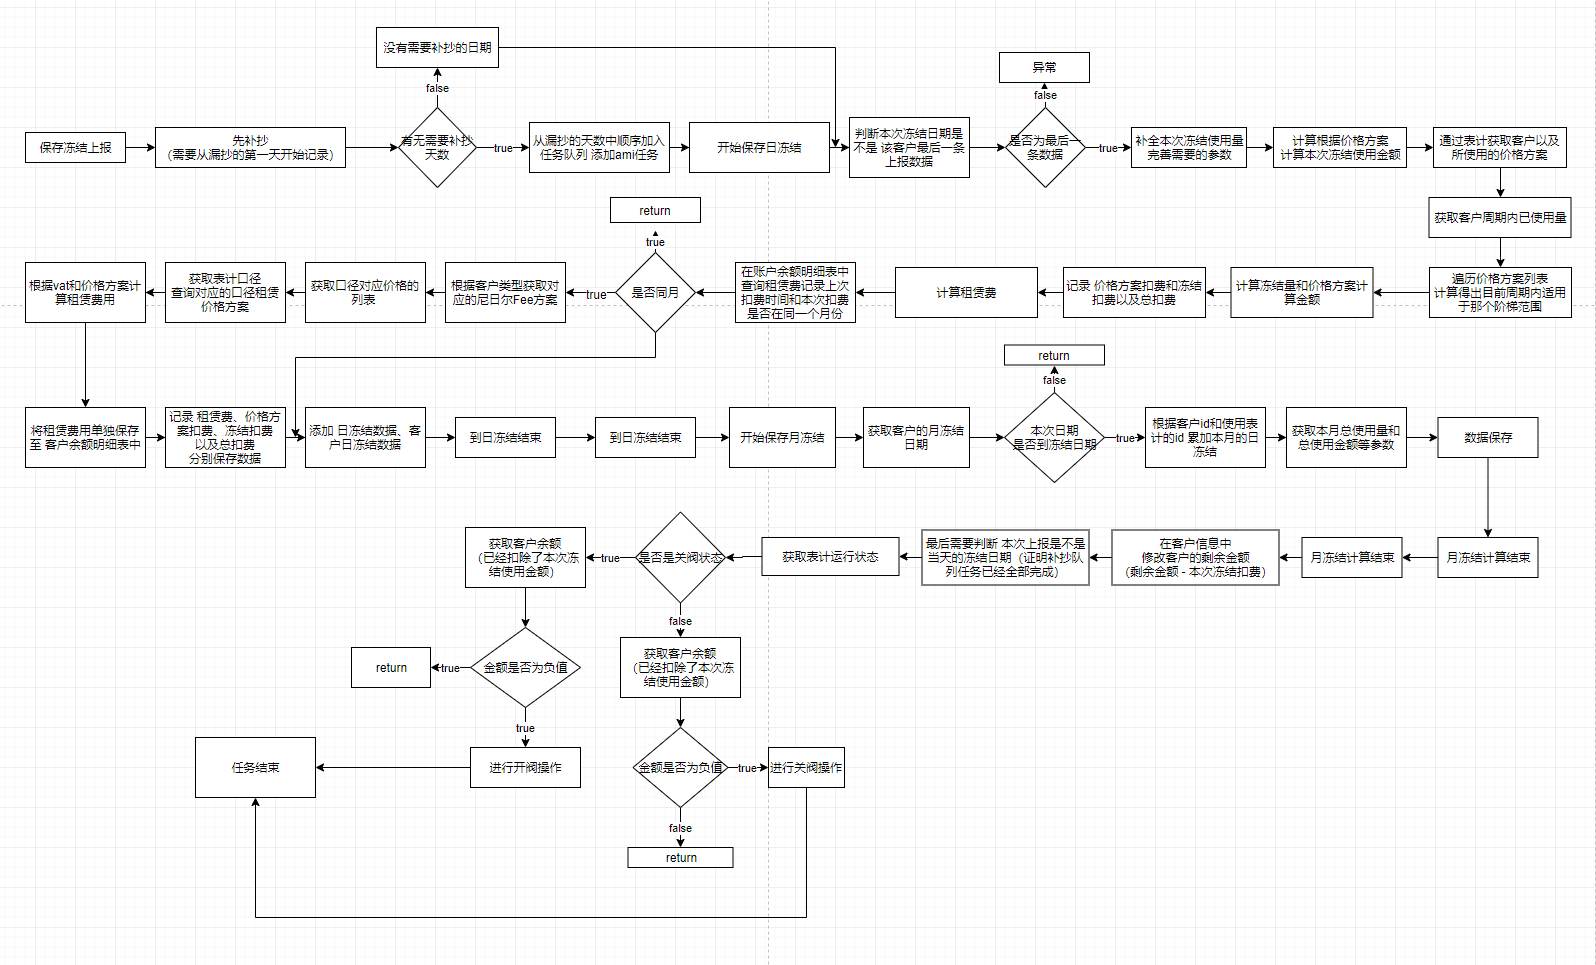 没有需要补抄的日期
false
保存冻结上报
先补抄
（需要从漏抄的第一天开始记录）
有无需要补抄
天数
true
从漏抄的天数中顺序加入
任务队列 添加ami任务
开始保存日冻结
判断本次冻结日期是
不是 该客户最后一条
上报数据
异常
false
是否为最后一
条数据
true
补全本次冻结使用量
完善需要的参数
计算根据价格方案
计算本次冻结使用金额
通过表计获取客户以及
所使用的价格方案
获取客户周期内已使用量
遍历价格方案列表
计算得出目前周期内适用
于那个阶梯范围
计算冻结量和价格方案计
算金额
记录 价格方案扣费和冻结
扣费以及总扣费
计算租赁费
在账户余额明细表中
查询租赁费记录上次
扣费时间和本次扣费
是否在同一个月份
return
true
是否同月
true
根据客户类型获取对
应的尼日尔Fee方案
获取口径对应价格的
列表
获取表计口径
查询对应的口径租赁
价格方案
根据vat和价格方案计
算租赁费用
将租赁费用单独保存
至 客户余额明细表中
记录 租赁费、价格方
案扣费、冻结扣费
以及总扣费
分别保存数据
添加 日冻结数据、客
户日冻结数据
到日冻结结束
到日冻结结束
开始保存月冻结
获取客户的月冻结
日期
return
false
本次日期
是否到冻结日期
true
根据客户id和使用表
计的id 累加本月的日
冻结
获取本月总使用量和
总使用金额等参数
数据保存
月冻结计算结束
月冻结计算结束
在客户信息中
修改客户的剩余金额
（剩余金额 - 本次冻结扣费）
最后需要判断 本次上报是不是
当天的冻结日期（证明补抄队
列任务已经全部完成）
获取表计运行状态
是否是关阀状态
true
获取客户余额
（已经扣除了本次冻
结使用金额）
false
获取客户余额
（已经扣除了本次冻
结使用金额）
金额是否为负值
true
return
true
进行开阀操作
任务结束
金额是否为负值
true
进行关阀操作
false
return